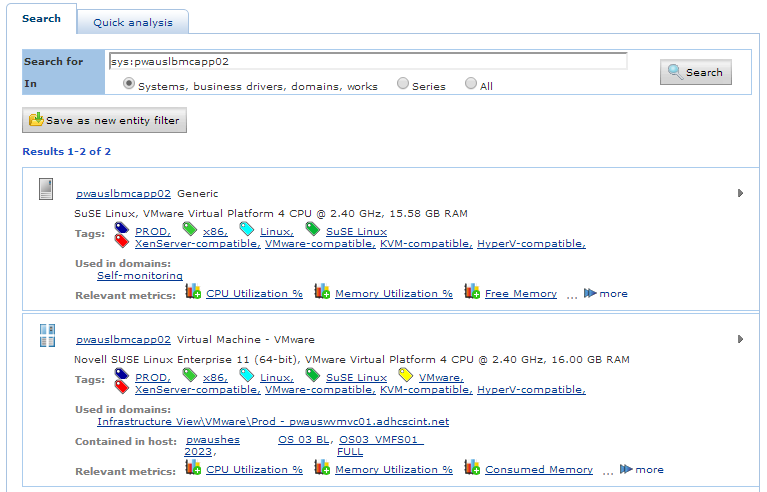 Search Quick analysis
Search for sys:pwauslbmcapp02 Search
In Systems, business drivers, domains, works Series All
Save as new entity filter
Results 1-2 of 2
pwauslbmcapp02 Generic
SuSE Linux, VMware Virtual Platform 4 CPU @ 2.40 GHz, 15.58 GB RAM
Tags: PROD, x86, Linux, SuSE Linux
XenServer-compatible, VMware-compatible, KVM-compatible, HyperV-compatible,
Used in domains:
Self-monitoring
Relevant metrics: CPU Utilization % Memory Utilization % Free Memory ... more
pwauslbmcapp02 Virtual Machine - VMware
Novell SUSE Linux Enterprise 11 (64-bit), VMware Virtual Platform 4 CPU @ 2.40 GHz, 16.00 GB RAM
Tags: PROD, x86, Linux, SuSE Linux VMware,
XenServer-compatible, VMware-compatible, KVM-compatible, HyperV-compatible,
Used in domains:
Infrastructure View\VMware\Prod - pwauswvmvc01.adhcscint.net
Contained in host: pwaushes OS 03 BL, OS03_VMFS01_
2023, FULL
Relevant metrics: CPU Utilization % Memory Utilization % Consumed Memory ... more